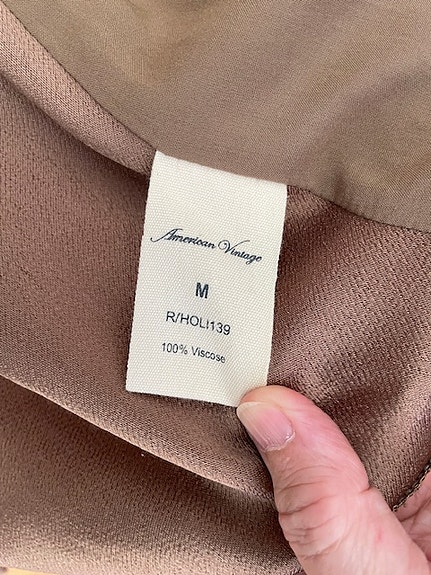 American Vintage
M
R/HOLI139
100% Viscose